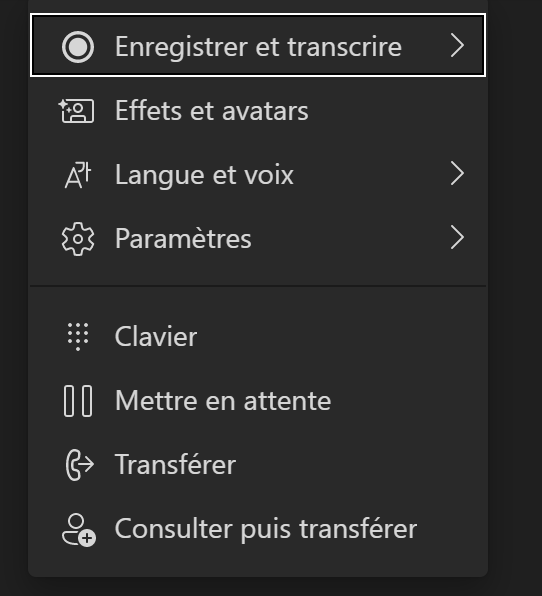 Enregistrer et transcrire
Effets et avatars
Langue et voix
Paramètres
Clavier
Mettre en attente
Transférer
Consulter puis transférer